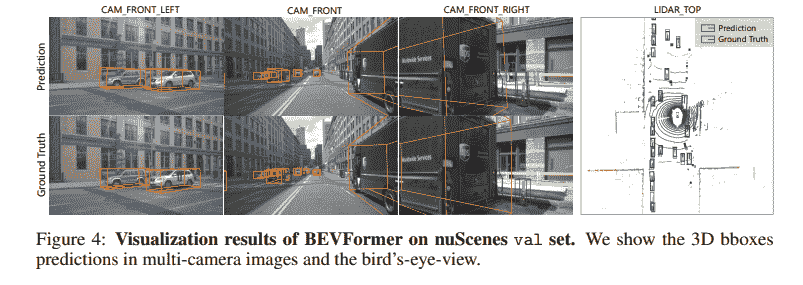 CAM_FRONT_LEFT
CAM_FRONT
CAM_FRONT_RIGHT
LIDAR_TOP
Prediction
Ground Truth
Prediction
Ground Truth
Figure 4: Visualization results of BEVFormer on nuScenes val set. We show the 3D bboxes
predictions in multi-camera images and the bird's-eye-view.